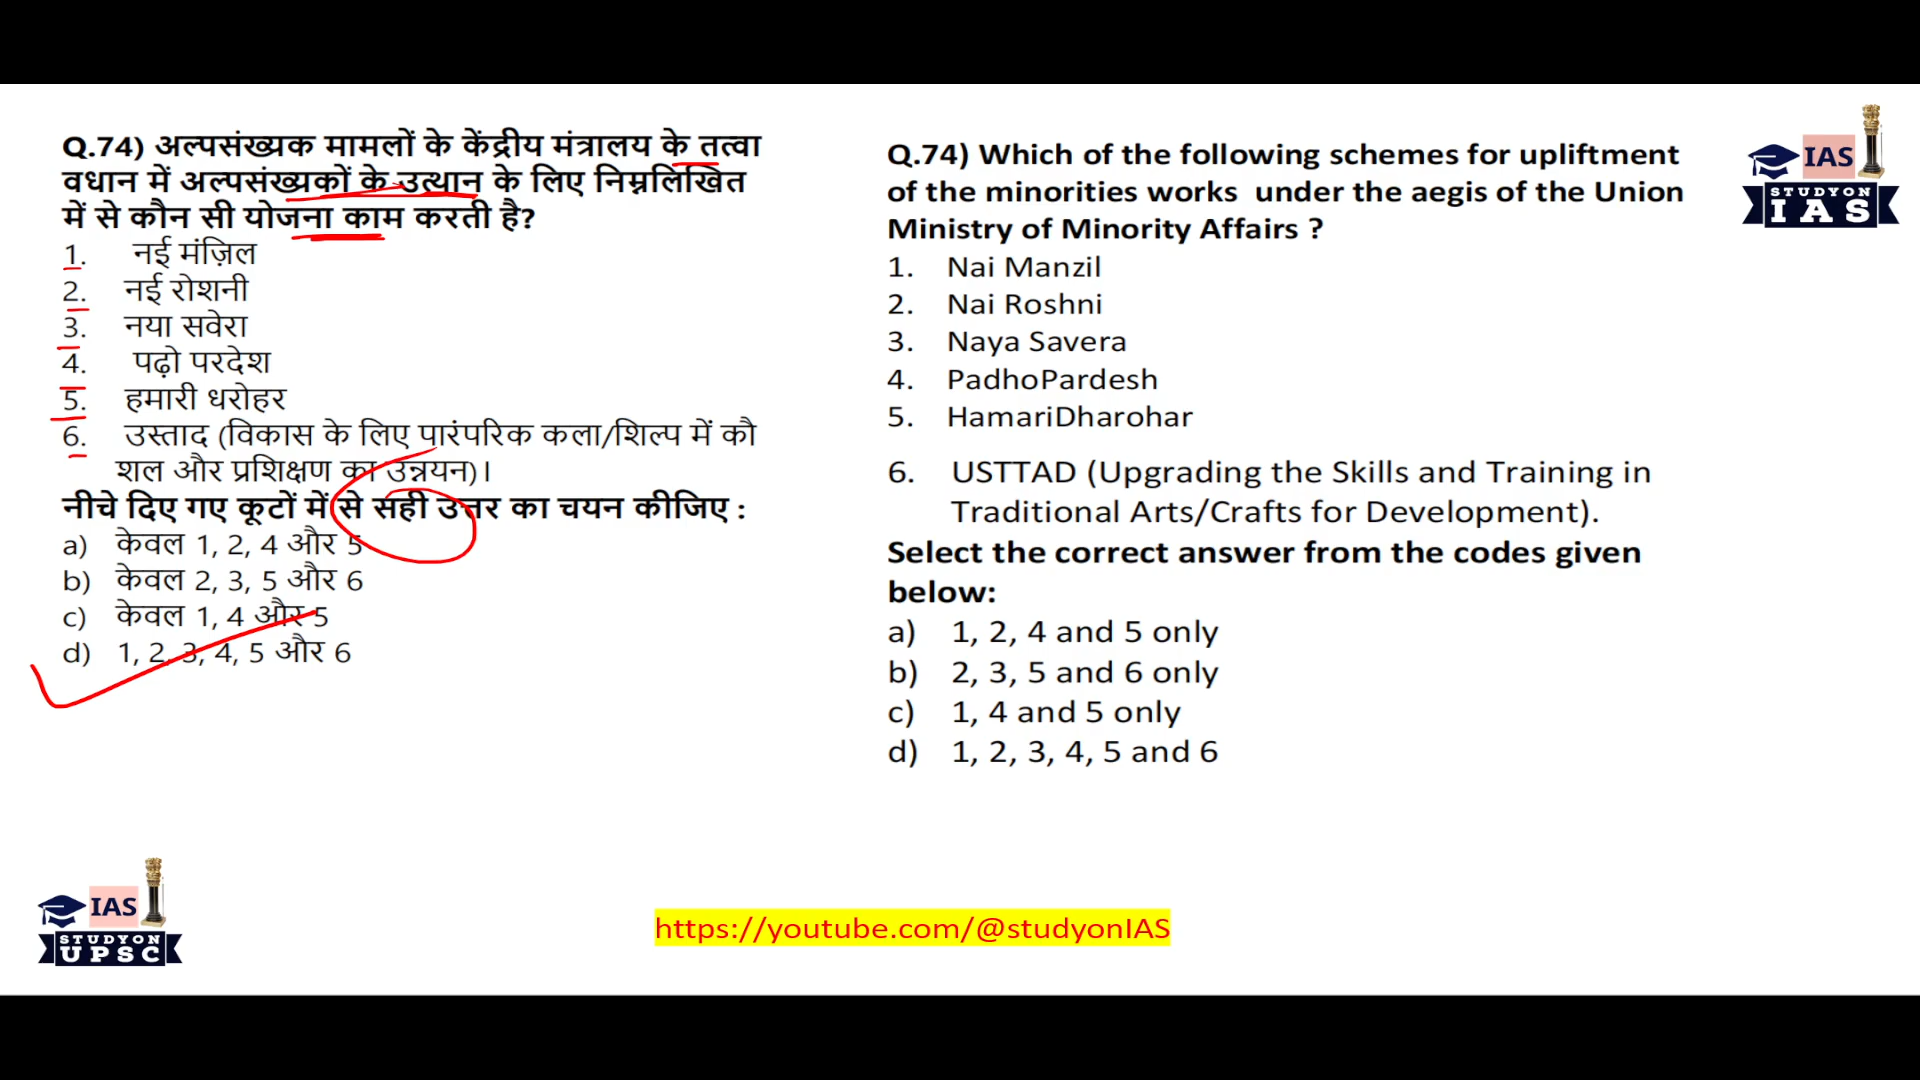 Q.74) अल्पसंख्यक मामलों के केंद्रीय मंत्रालय के तत्वा
वधान में अल्पसंख्यकों के उत्थान के लिए निम्नलिखित
में से कौन सी योजना काम करती है?
1. नई मंज़िल
2. नई रोशनी
3. नया सवेरा
4. पढ़ो परदेश
5. हमारी धरोहर
6. उस्ताद (विकास के लिए पारंपरिक कला/शिल्प में कौ
शल और प्रशिक्षण का उन्नयन)।
नीचे दिए गए कूटों में से सही उत्तर का चयन कीजिए :
a) केवल 1, 2, 4 और 5
b) केवल 2, 3, 5 और 6
c) केवल 1, 4 और 5
d) 1, 2, 3, 4, 5 और 6
Q.74) Which of the following schemes for upliftment
of the minorities works under the aegis of the Union
Ministry of Minority Affairs ?
1. Nai Manzil
2. Nai Roshni
3. Naya Savera
4. PadhoPardesh
5. HamariDharohar
6. USTTAD (Upgrading the Skills and Training in
Traditional Arts/Crafts for Development).
Select the correct answer from the codes given
below:
a) 1, 2, 4 and 5 only
b) 2, 3, 5 and 6 only
c) 1, 4 and 5 only
d) 1, 2, 3, 4, 5 and 6
IAS
STUDYON
IAS
IAS
STUDYON
UPSC
https://youtube.com/@studyonIAS